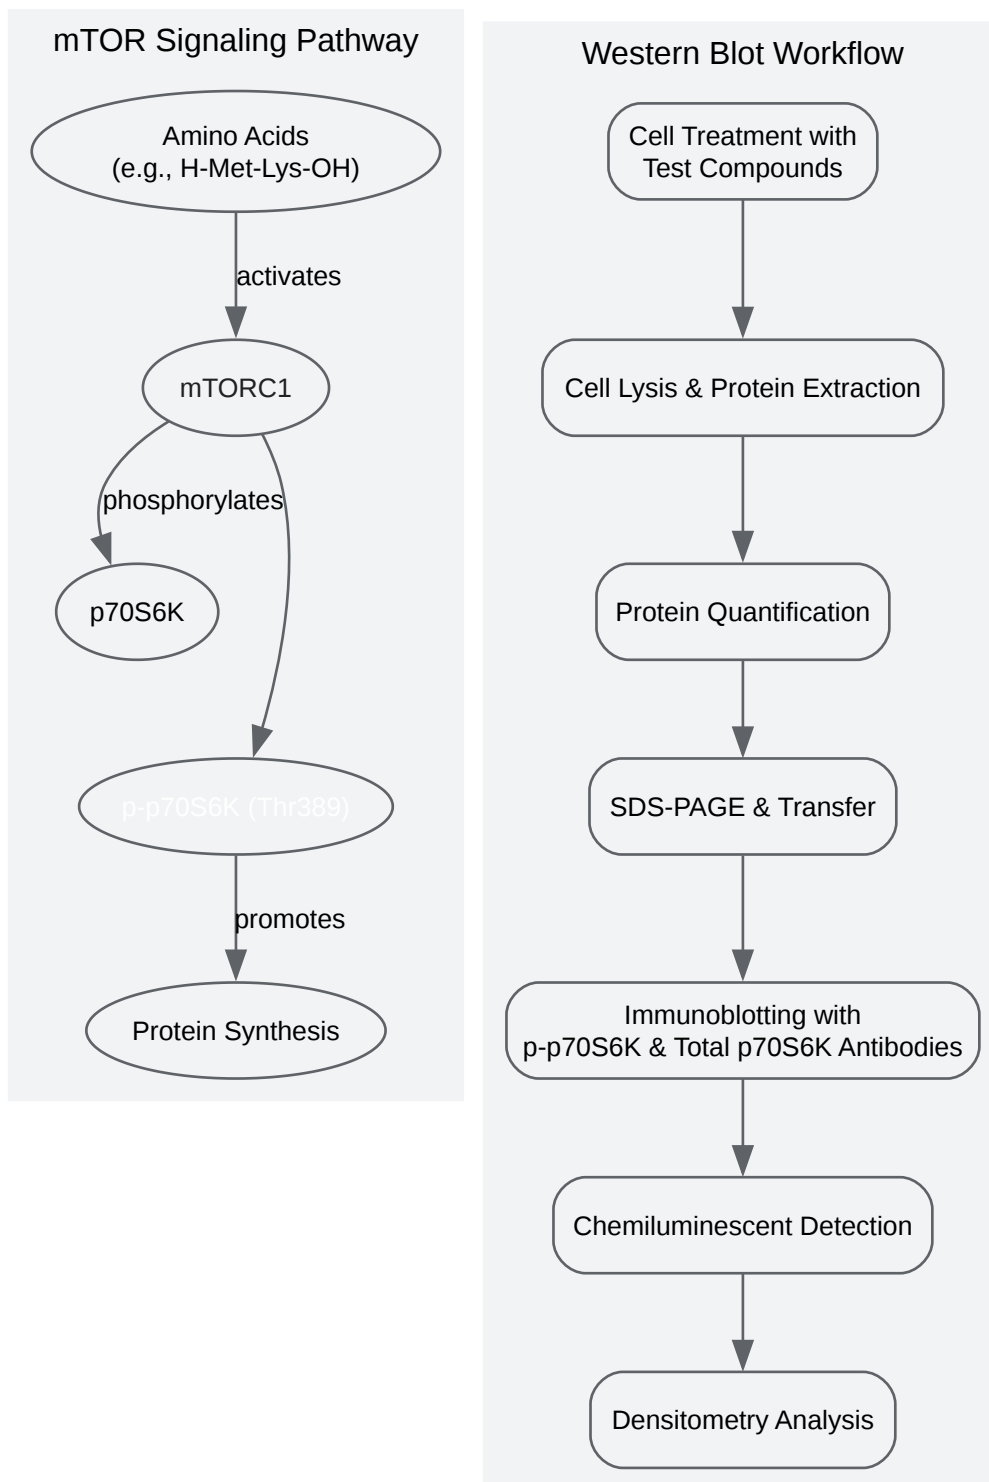 mTOR Signaling Pathway
Amino Acids
(e.g., H-Met-Lys-OH)
activates
mTORC1
phosphorylates
p70S6K
p-p70S6K (Thr389)
promotes
Protein Synthesis
Western Blot Workflow
Cell Treatment with
Test Compounds
Cell Lysis & Protein Extraction
Protein Quantification
SDS-PAGE & Transfer
Immunoblotting with
p-p70S6K & Total p70S6K Antibodies
Chemiluminescent Detection
Densitometry Analysis